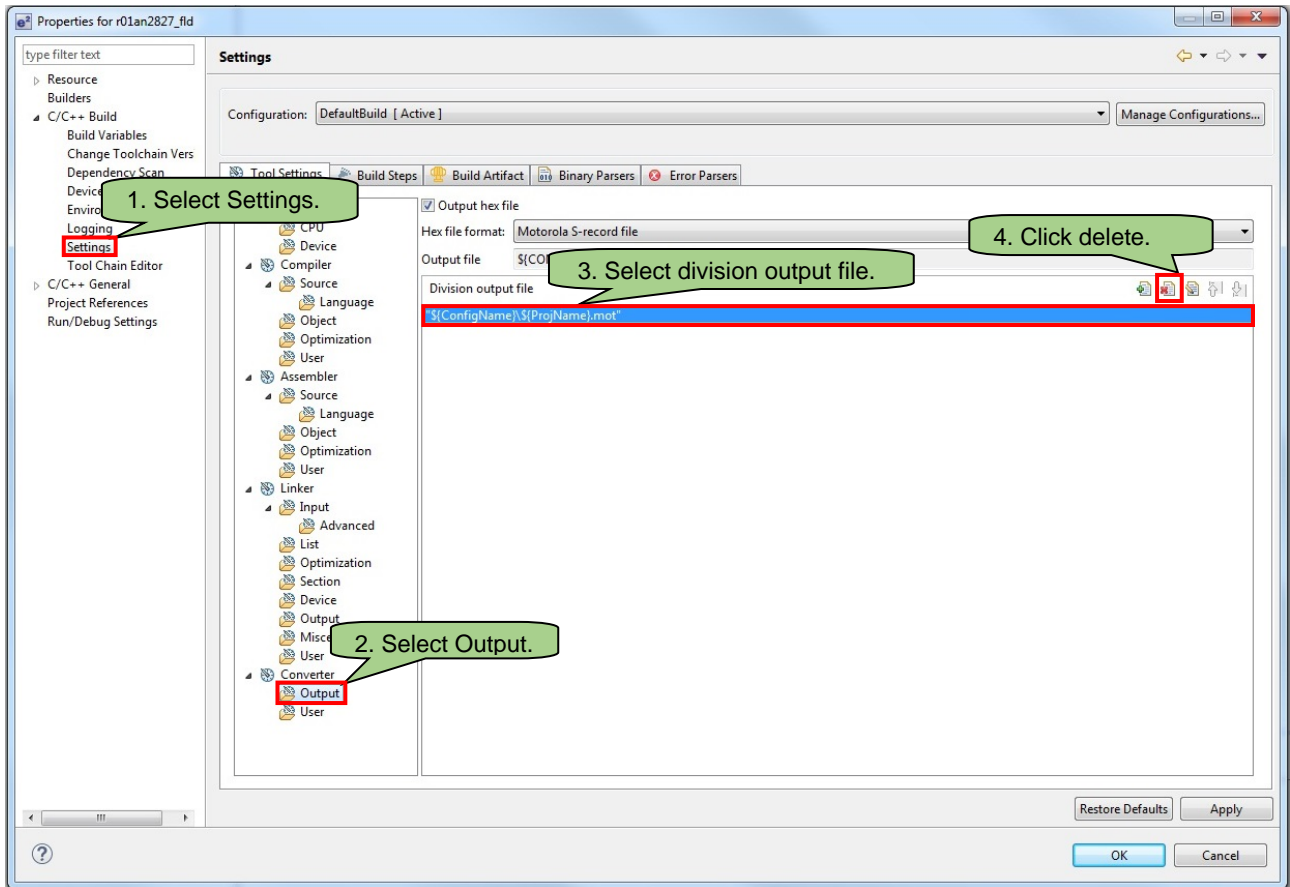 e² Properties for r01an2827_fld
type filter text
Resource
Builders
C/C++ Build
Build Variables
Change Toolchain Vers
Dependency Scan
Device
Logging
Settings
Tool Chain Editor
C/C++ General
Project References
Run/Debug Settings
1. Select Settings.
Settings
Configuration: DefaultBuild [ Active ]
Manage Configurations...
Tool Settings
Build Steps
Build Artifact
Binary Parsers
Error Parsers
CPU
Device
Compiler
Source
Language
Object
Optimization
User
Assembler
Source
Language
Object
Optimization
User
Linker
Input
Advanced
List
Optimization
Section
Device
Output
User
Converter
Output
User
2. Select Output.
Output hex file
Hex file format: Motorola S-record file
Output file
3. Select division output file.
4. Click delete.
Division output file
"${ConfigName}\${ProjName}.mot"
Restore Defaults
Apply
?
OK
Cancel